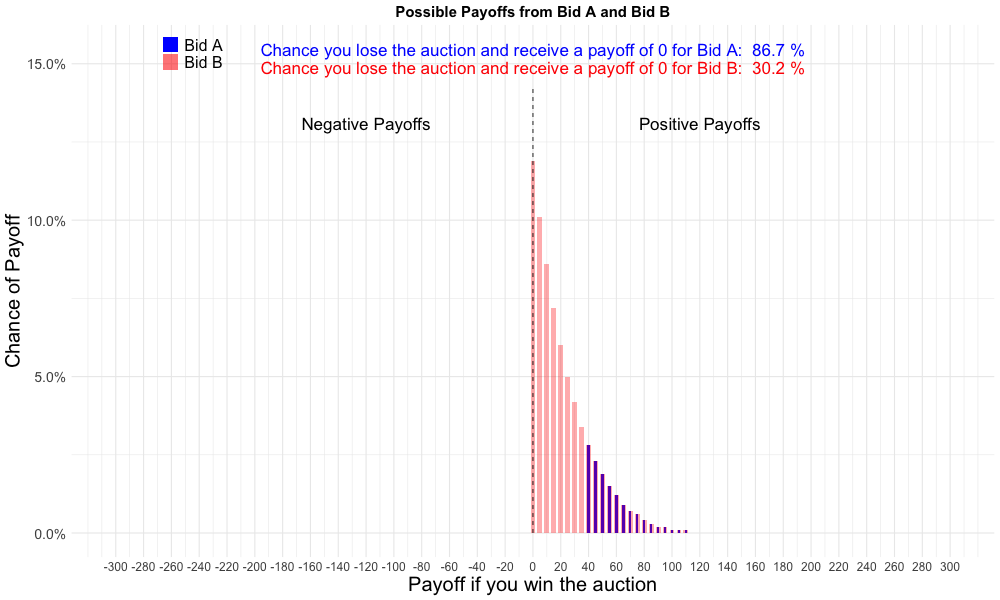 Possible Payoffs from Bid A and Bid B
Bid A
Bid B
Chance you lose the auction and receive a payoff of 0 for Bid A: 86.7 %
Chance you lose the auction and receive a payoff of 0 for Bid B: 30.2 %
Negative Payoffs
Positive Payoffs
Chance of Payoff
15.0%
10.0%
5.0%
0.0%
-300 -280 -260 -240 -220 -200 -180 -160 -140 -120 -100 -80 -60 -40 -20 0 20 40 60 80 100 120 140 160 180 200 220 240 260 280 300
Payoff if you win the auction